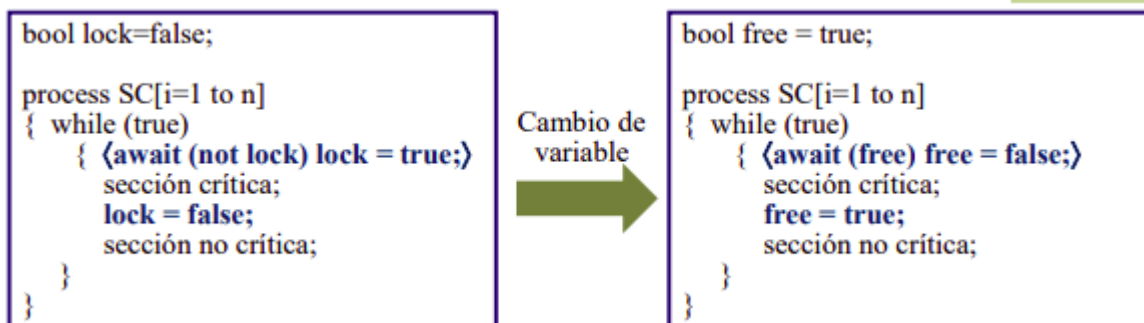 bool lock=false;
process SC[i=1 to n]
{ while (true)
{ ⟨await (not lock) lock = true;⟩
sección crítica;
lock = false;
sección no crítica;
}
}
Cambio de
variable
bool free = true;
process SC[i=1 to n]
{ while (true)
{ ⟨await (free) free = false;⟩
sección crítica;
free = true;
sección no crítica;
}
}